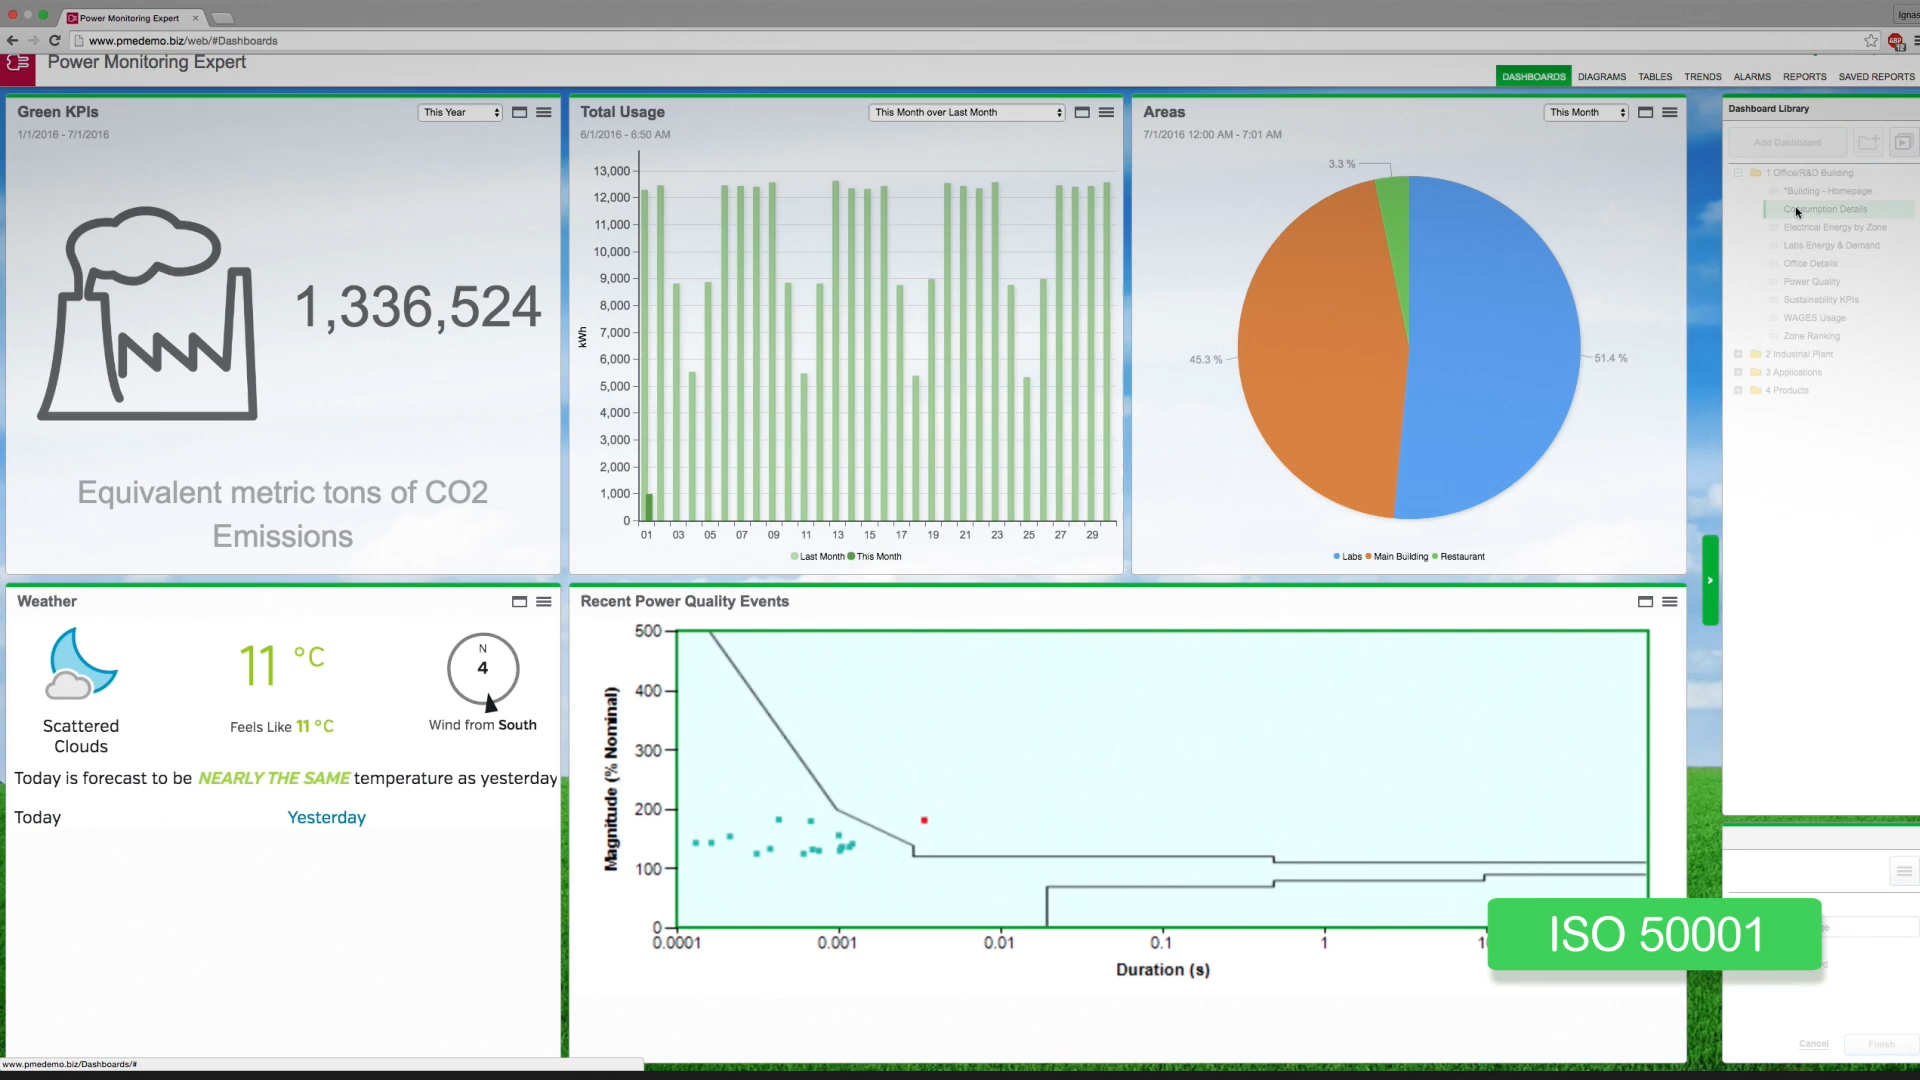 Power Monitoring Expert
Ignas
www.pmedemo.biz/web/#Dashboards
ABP
12
Power Monitoring Expert
DASHBOARDS
DIAGRAMS
TABLES
TRENDS
ALARMS
REPORTS
SAVED REPORTS
Green KPIs
This Year
1/1/2016 - 7/1/2016
1,336,524
Equivalent metric tons of CO2
Emissions
Total Usage
This Month over Last Month
6/1/2016 - 6:50 AM
13,000
12,000
11,000
10,000
9,000
8,000
7,000
6,000
5,000
4,000
3,000
2,000
1,000
0
kWh
01 03 05 07 09 11 13 15 17 19 21 23 25 27 29
Last Month This Month
Areas
This Month
7/1/2016 12:00 AM - 7:01 AM
3.3 %
45.3 %
51.4 %
Labs Main Building Restaurant
Dashboard Library
Add Dashboard
1 Office/R&D Building
*Building - Homepage
Consumption Details
Electrical Energy by Zone
Labs Energy & Demand
Office Details
Power Quality
Sustainability KPIs
WAGES Usage
Zone Ranking
2 Industrial Plant
3 Applications
4 Products
Weather
Scattered
Clouds
11 °C
Feels Like 11 °C
N
4
Wind from South
Today is forecast to be NEARLY THE SAME temperature as yesterday
Today
Yesterday
Recent Power Quality Events
500
400
300
200
100
0
Magnitude (% Nominal)
0.0001 0.001 0.01 0.1 1
Duration (s)
ISO 50001
Cancel
Finish
www.pmedemo.biz/Dashboards/#